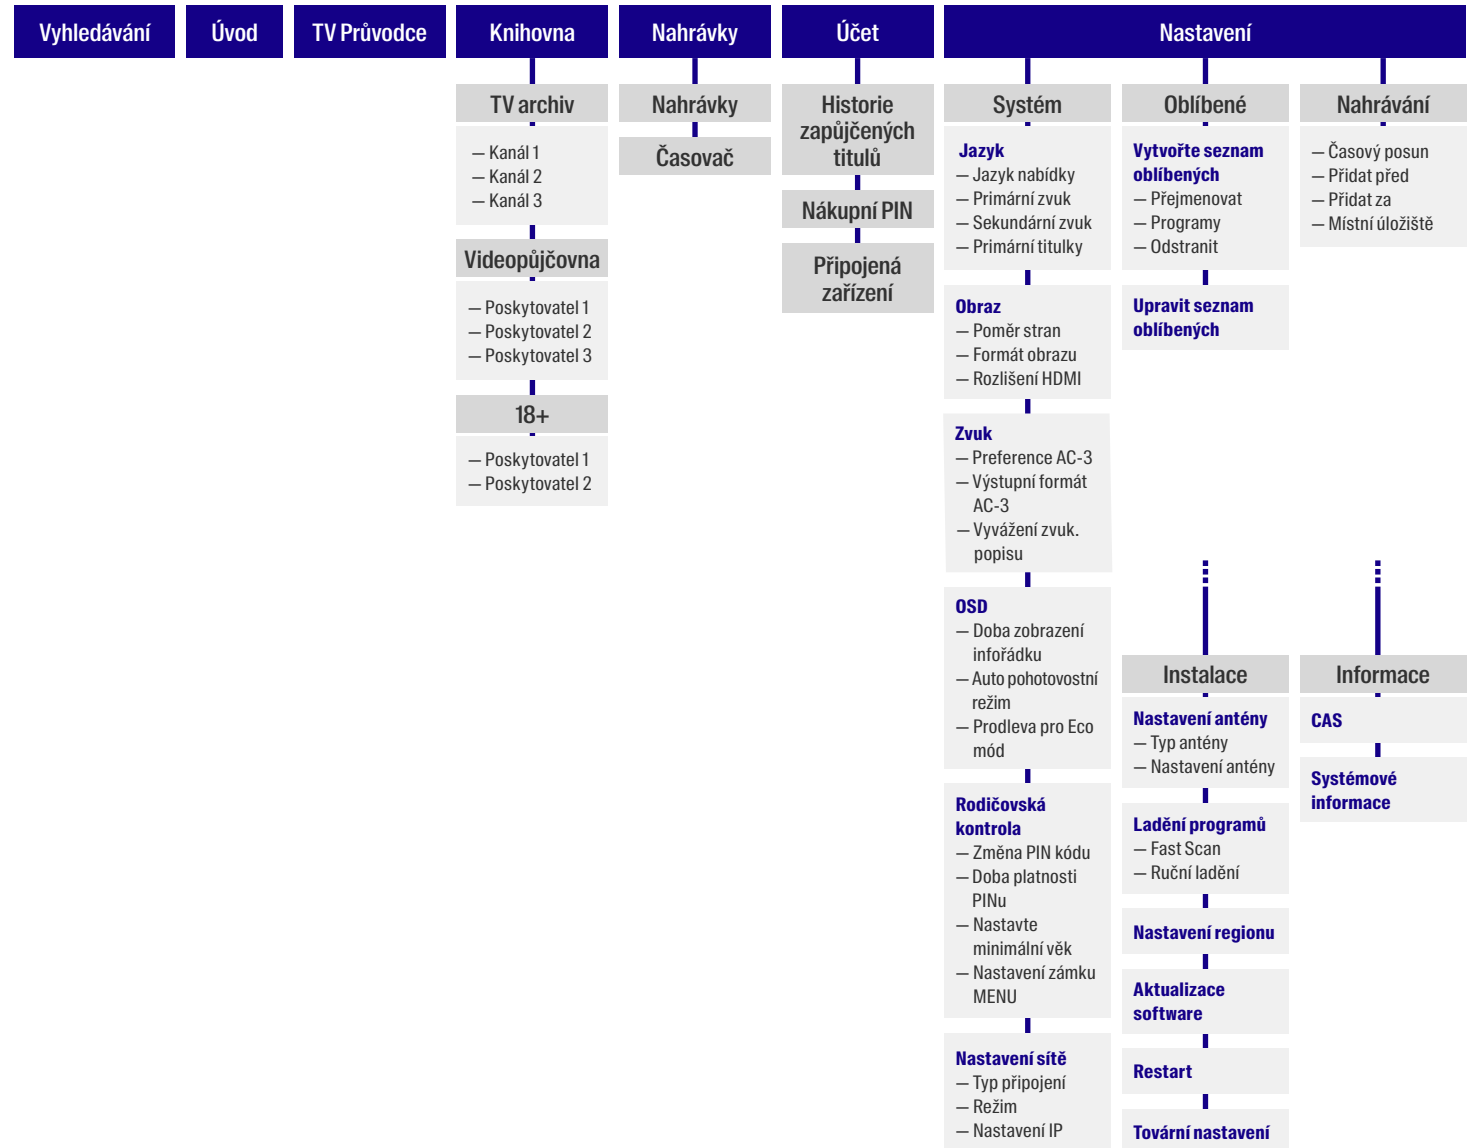 Vyhledávání
Úvod
TV Průvodce
Knihovna
Nahrávky
Účet
Nastavení
TV archiv
— Kanál 1
— Kanál 2
— Kanál 3
Videopůjčovna
— Poskytovatel 1
— Poskytovatel 2
— Poskytovatel 3
18+
— Poskytovatel 1
— Poskytovatel 2
Nahrávky
Časovač
Historie
zapůjčených
titulů
Nákupní PIN
Připojená
zařízení
Systém
Jazyk
— Jazyk nabídky
— Primární zvuk
— Sekundární zvuk
— Primární titulky
Obraz
— Poměr stran
— Formát obrazu
— Rozlišení HDMI
Zvuk
— Preference AC-3
— Výstupní formát
AC-3
— Vyvážení zvuk.
popisu
OSD
— Doba zobrazení
infořádku
— Auto pohotovostní
režim
— Prodleva pro Eco
mód
Rodičovská
kontrola
— Změna PIN kódu
— Doba platnosti
PINu
— Nastavte
minimální věk
— Nastavení zámku
MENU
Nastavení sítě
— Typ připojení
— Režim
— Nastavení IP
Oblíbené
Vytvořte seznam
oblíbených
— Přejmenovat
— Programy
— Odstranit
Upravit seznam
oblíbených
Nahrávání
— Časový posun
— Přidat před
— Přidat za
— Místní úložiště
Instalace
Nastavení antény
— Typ antény
— Nastavení antény
Ladění programů
— Fast Scan
— Ruční ladění
Nastavení regionu
Aktualizace
software
Restart
Tovární nastavení
Informace
CAS
Systémové
informace